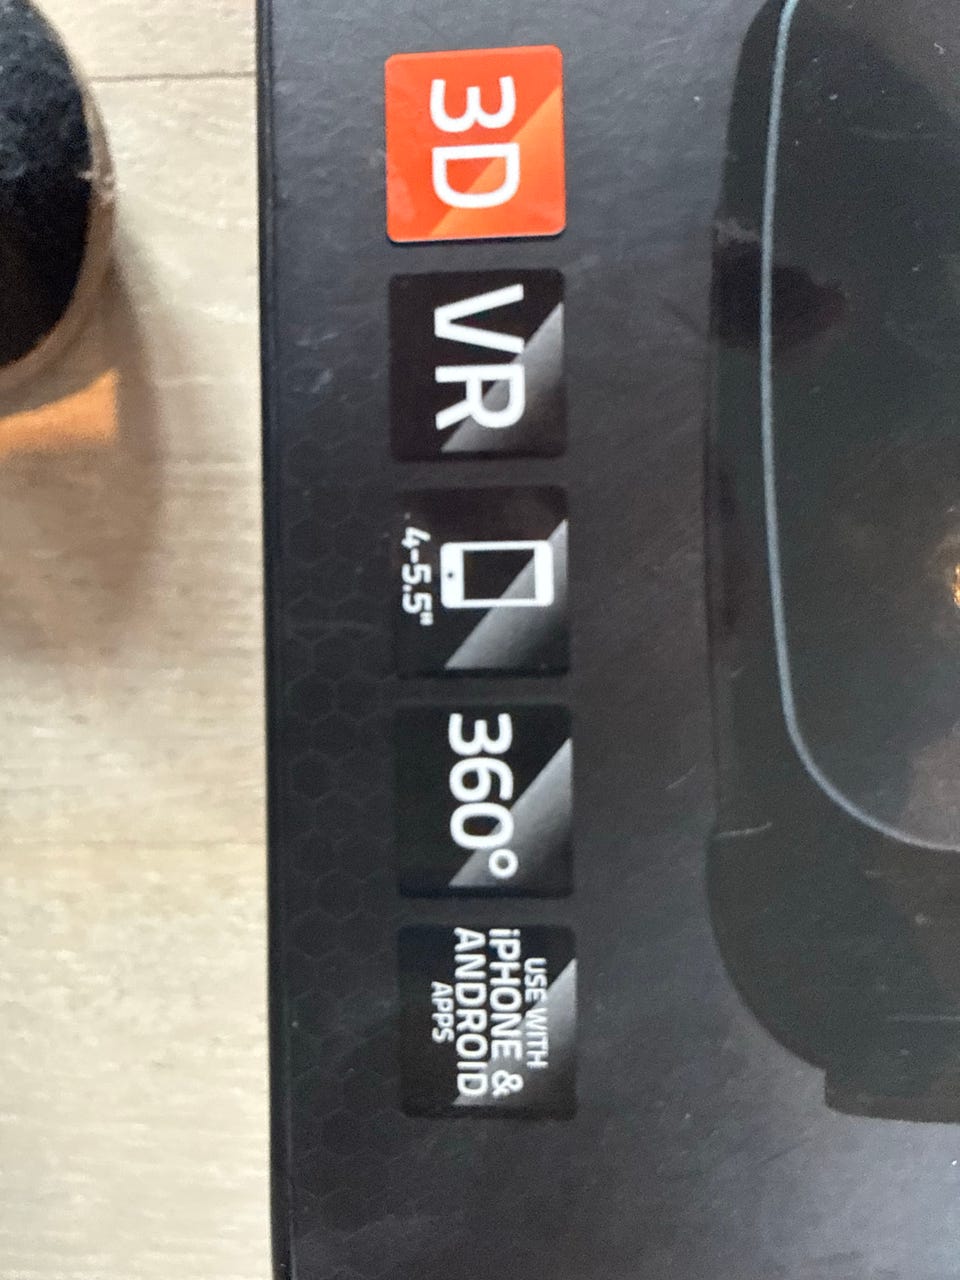 3D
VR
4-5.5"
360°
USE WITH
iPHONE &
ANDROID
APPS